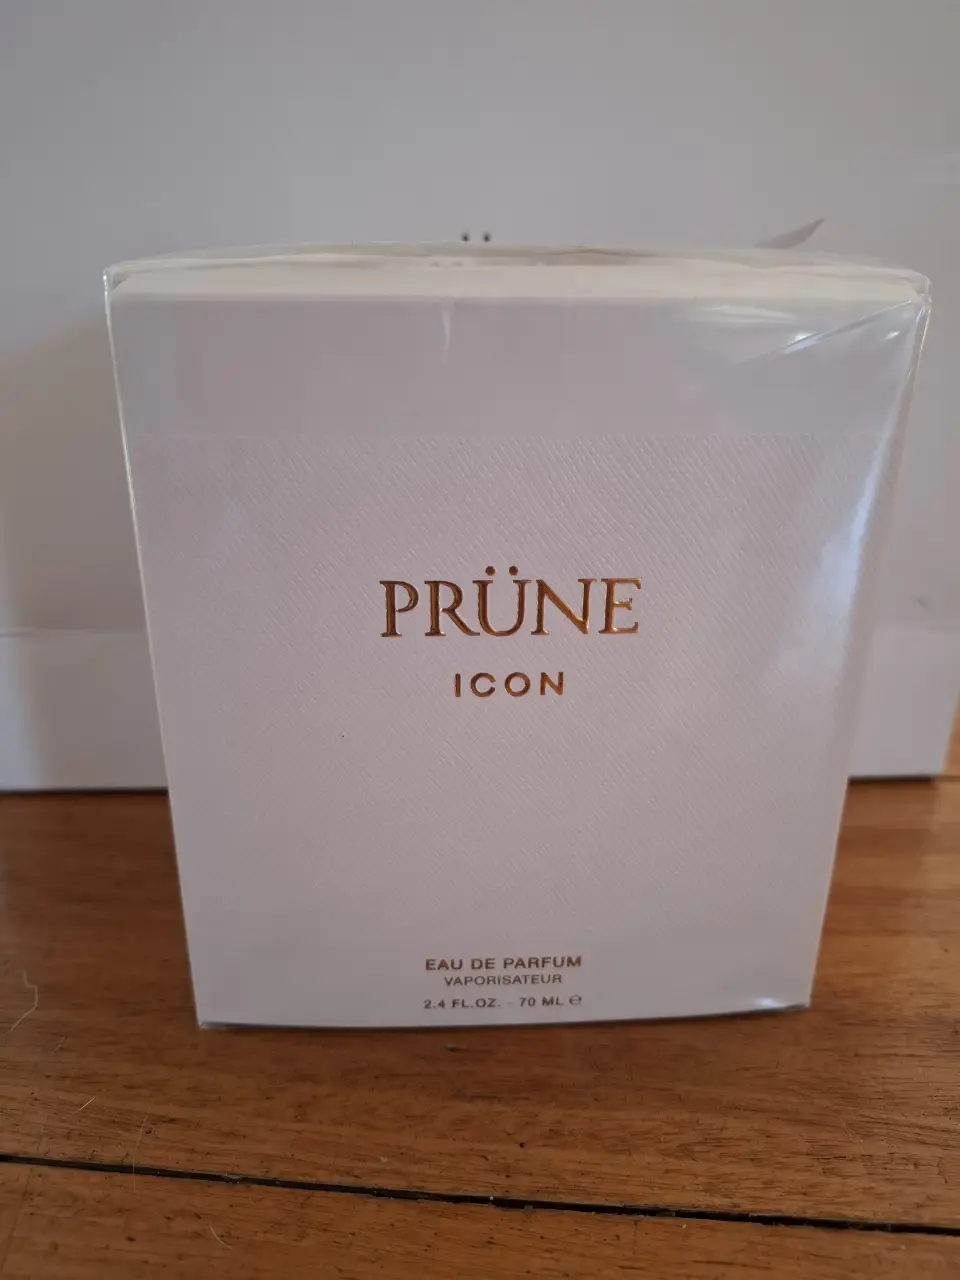 PRÜNE
ICON
EAU DE PARFUM
VAPORISATEUR
2.4 FL.OZ. - 70 ML ℮